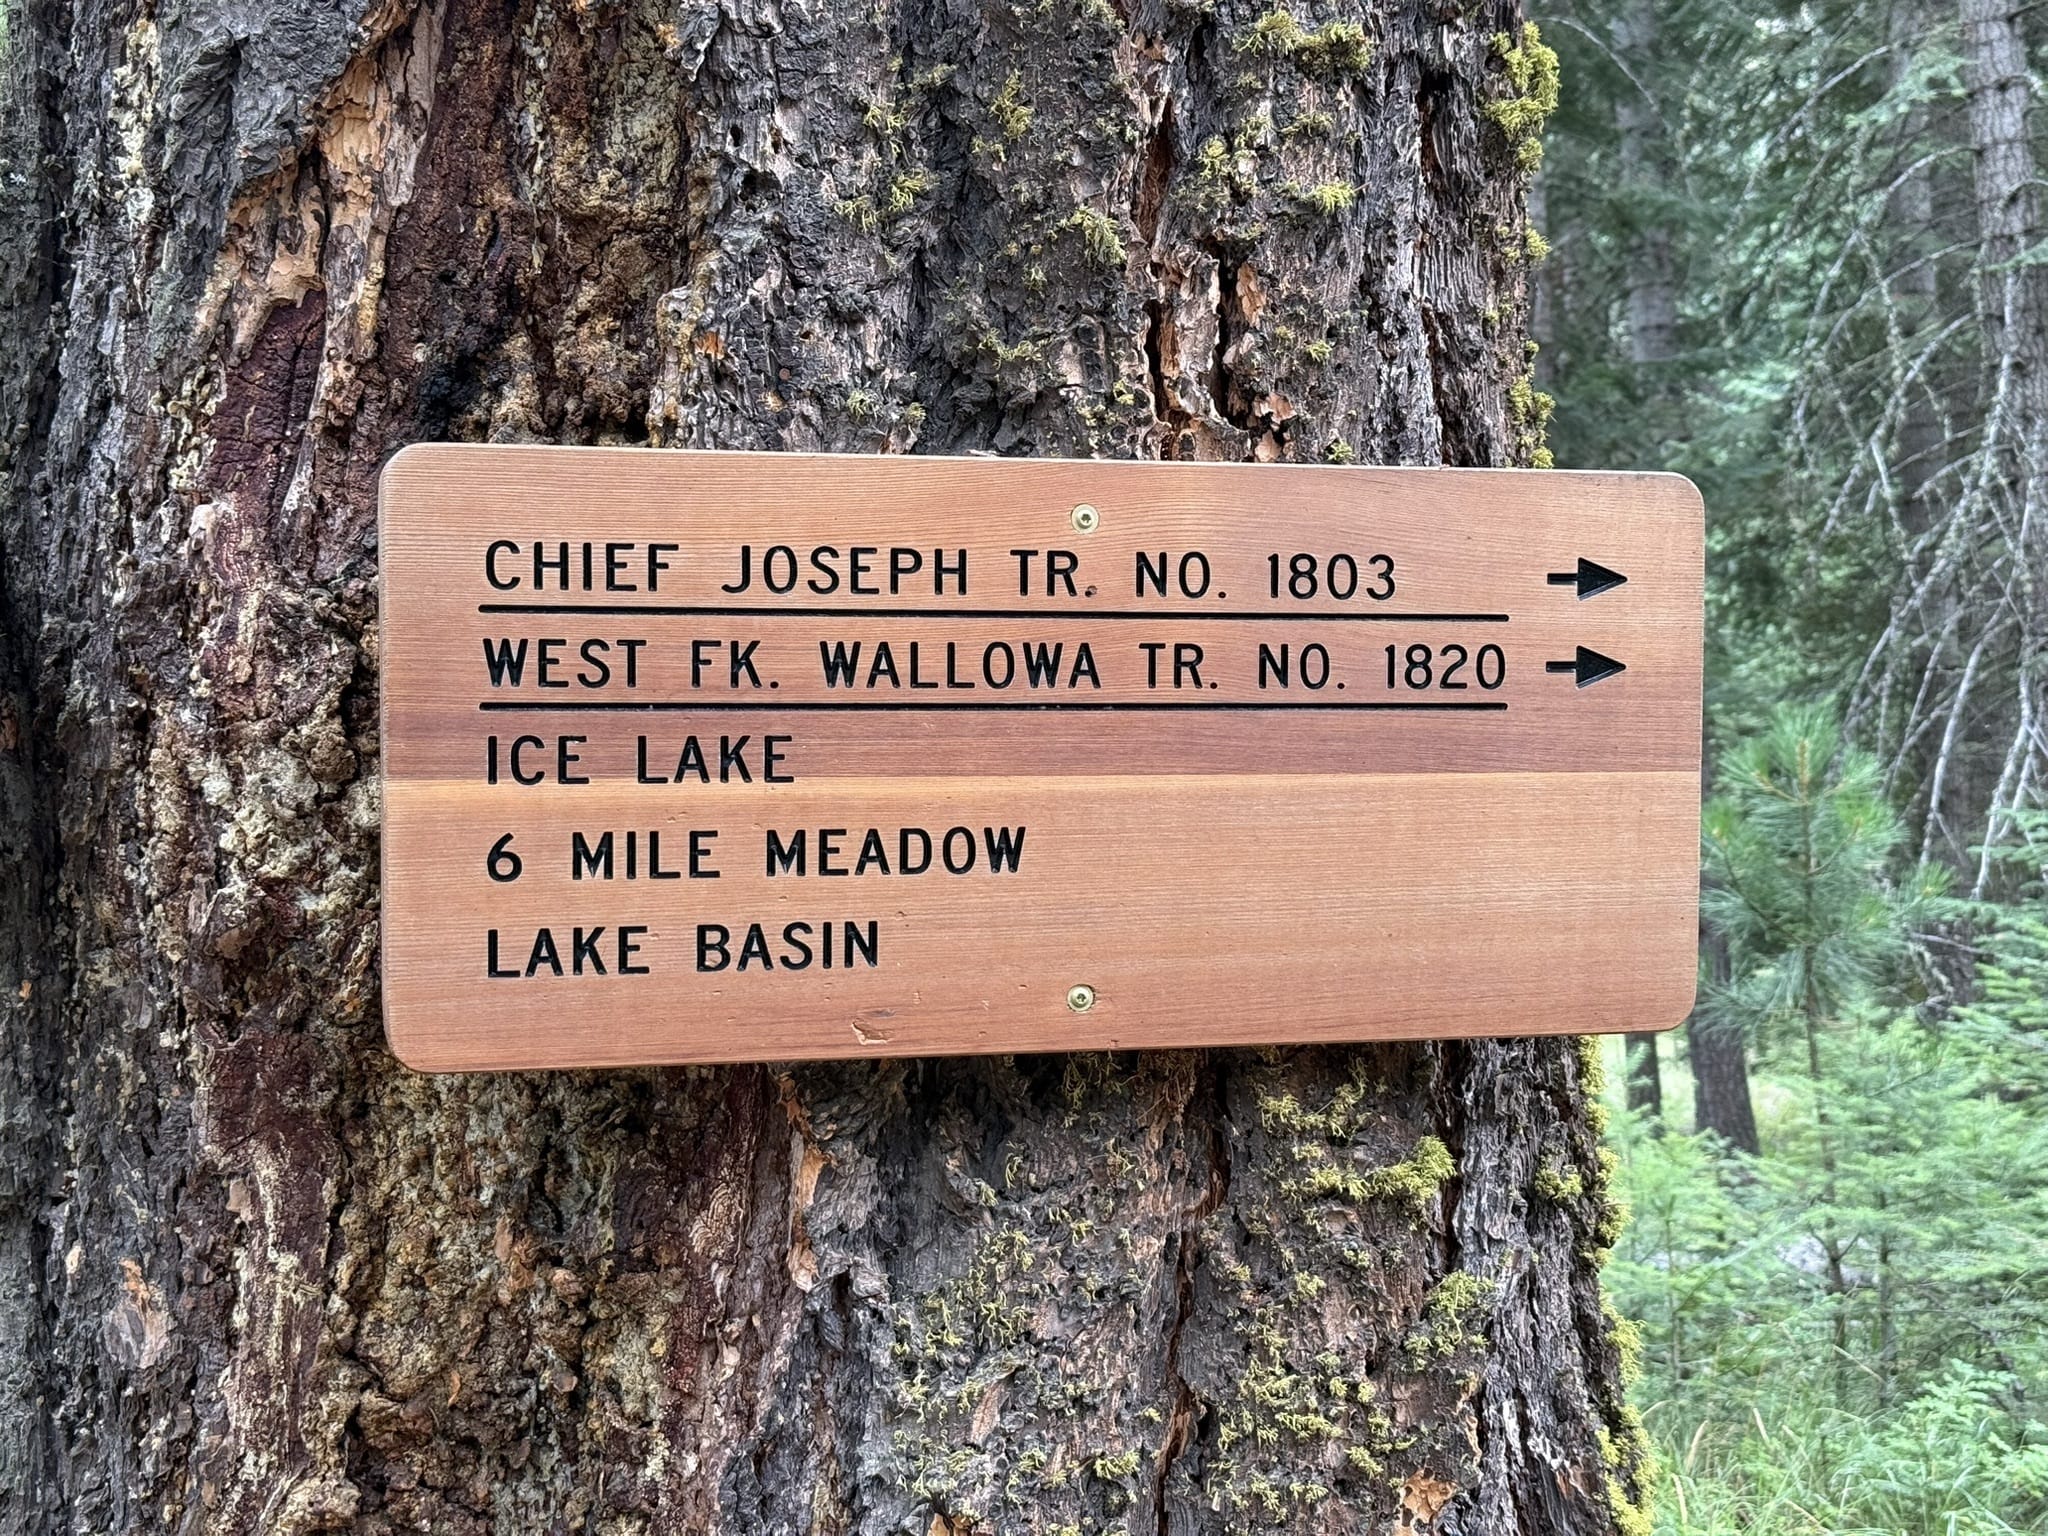 CHIEF JOSEPH TR. NO. 1803
WEST FK. WALLOWA TR. NO. 1820
ICE LAKE
6 MILE MEADOW
LAKE BASIN